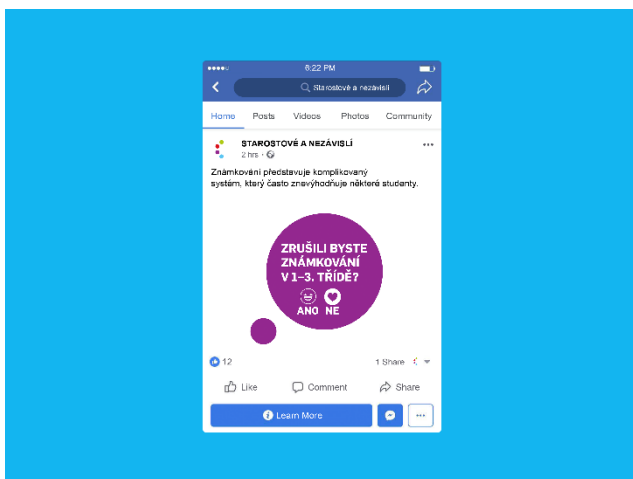 6:22 PM
Starostové a nezávislí
Home Posts Videos Photos Community
STAROSTOVÉ A NEZÁVISLÍ
2 hrs
Známkování představuje komplikovaný
systém, který často znevýhodňuje některé studenty.
ZRUŠILI BYSTE
ZNÁMKOVÁNÍ
V 1–3. TŘÍDĚ?
ANO NE
12
1 Share
Like Comment Share
Learn More